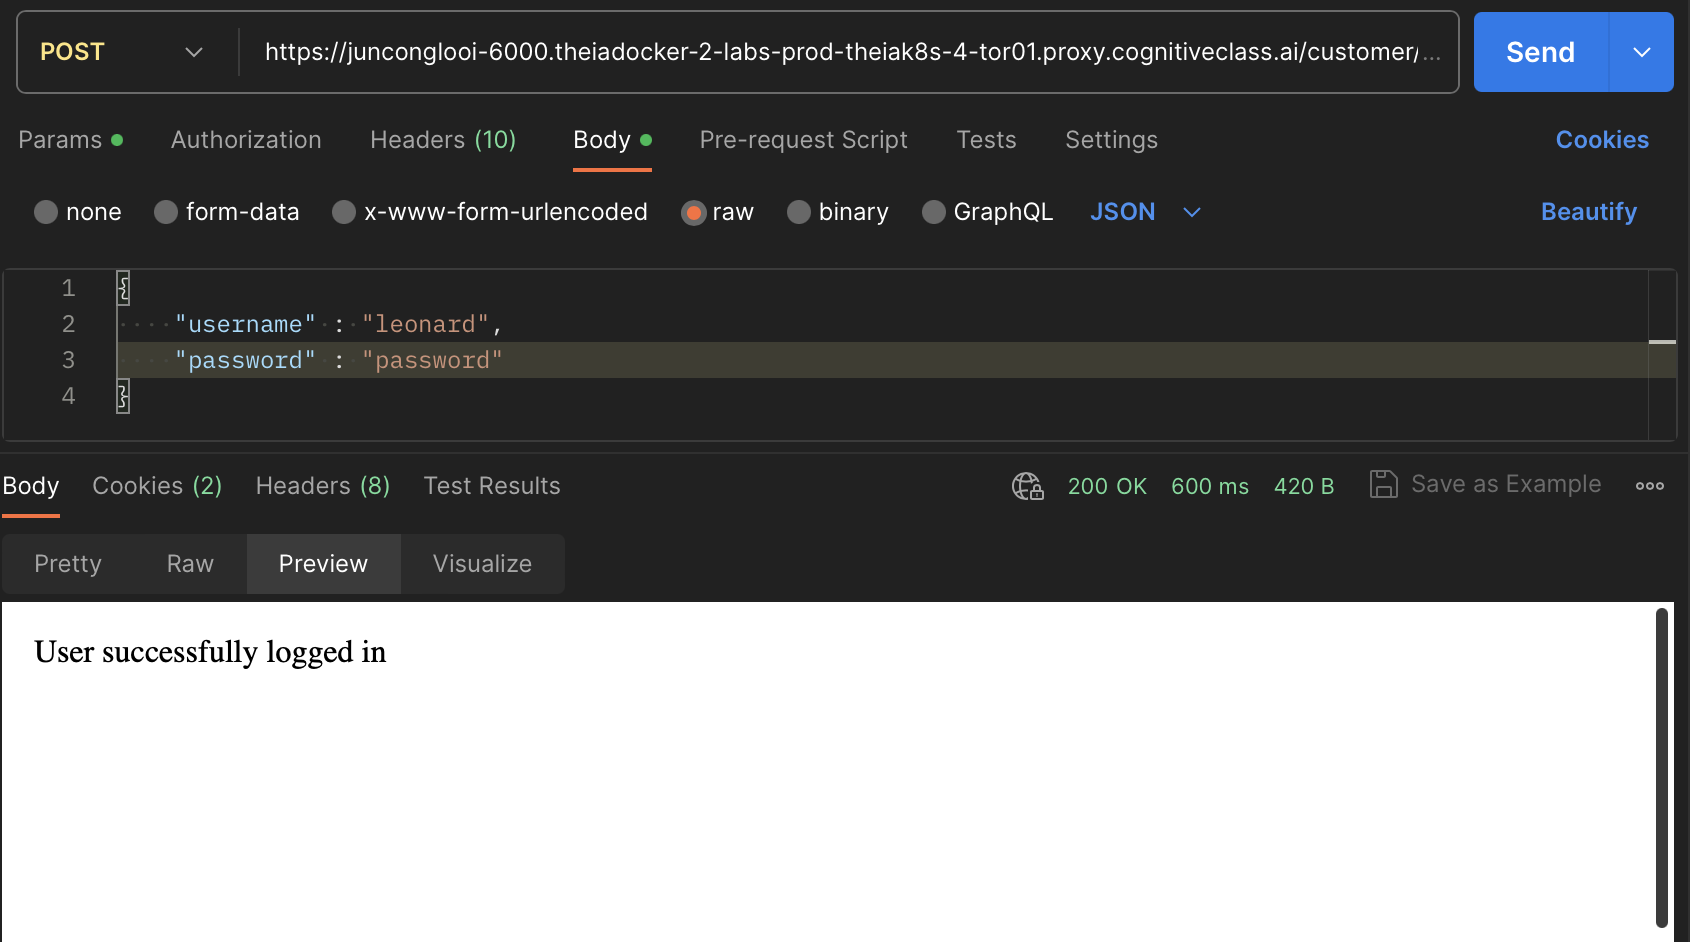 POST
https://junconglooi-6000.theiadocker-2-labs-prod-theiak8s-4-tor01.proxy.cognitiveclass.ai/customer/...
Send
Params Authorization Headers (10) Body Pre-request Script Tests Settings Cookies
none form-data x-www-form-urlencoded raw binary GraphQL JSON Beautify
1 {
2 "username" : "leonard",
3 "password" : "password"
4 }
Body Cookies (2) Headers (8) Test Results 200 OK 600 ms 420 B Save as Example
Pretty Raw Preview Visualize
User successfully logged in